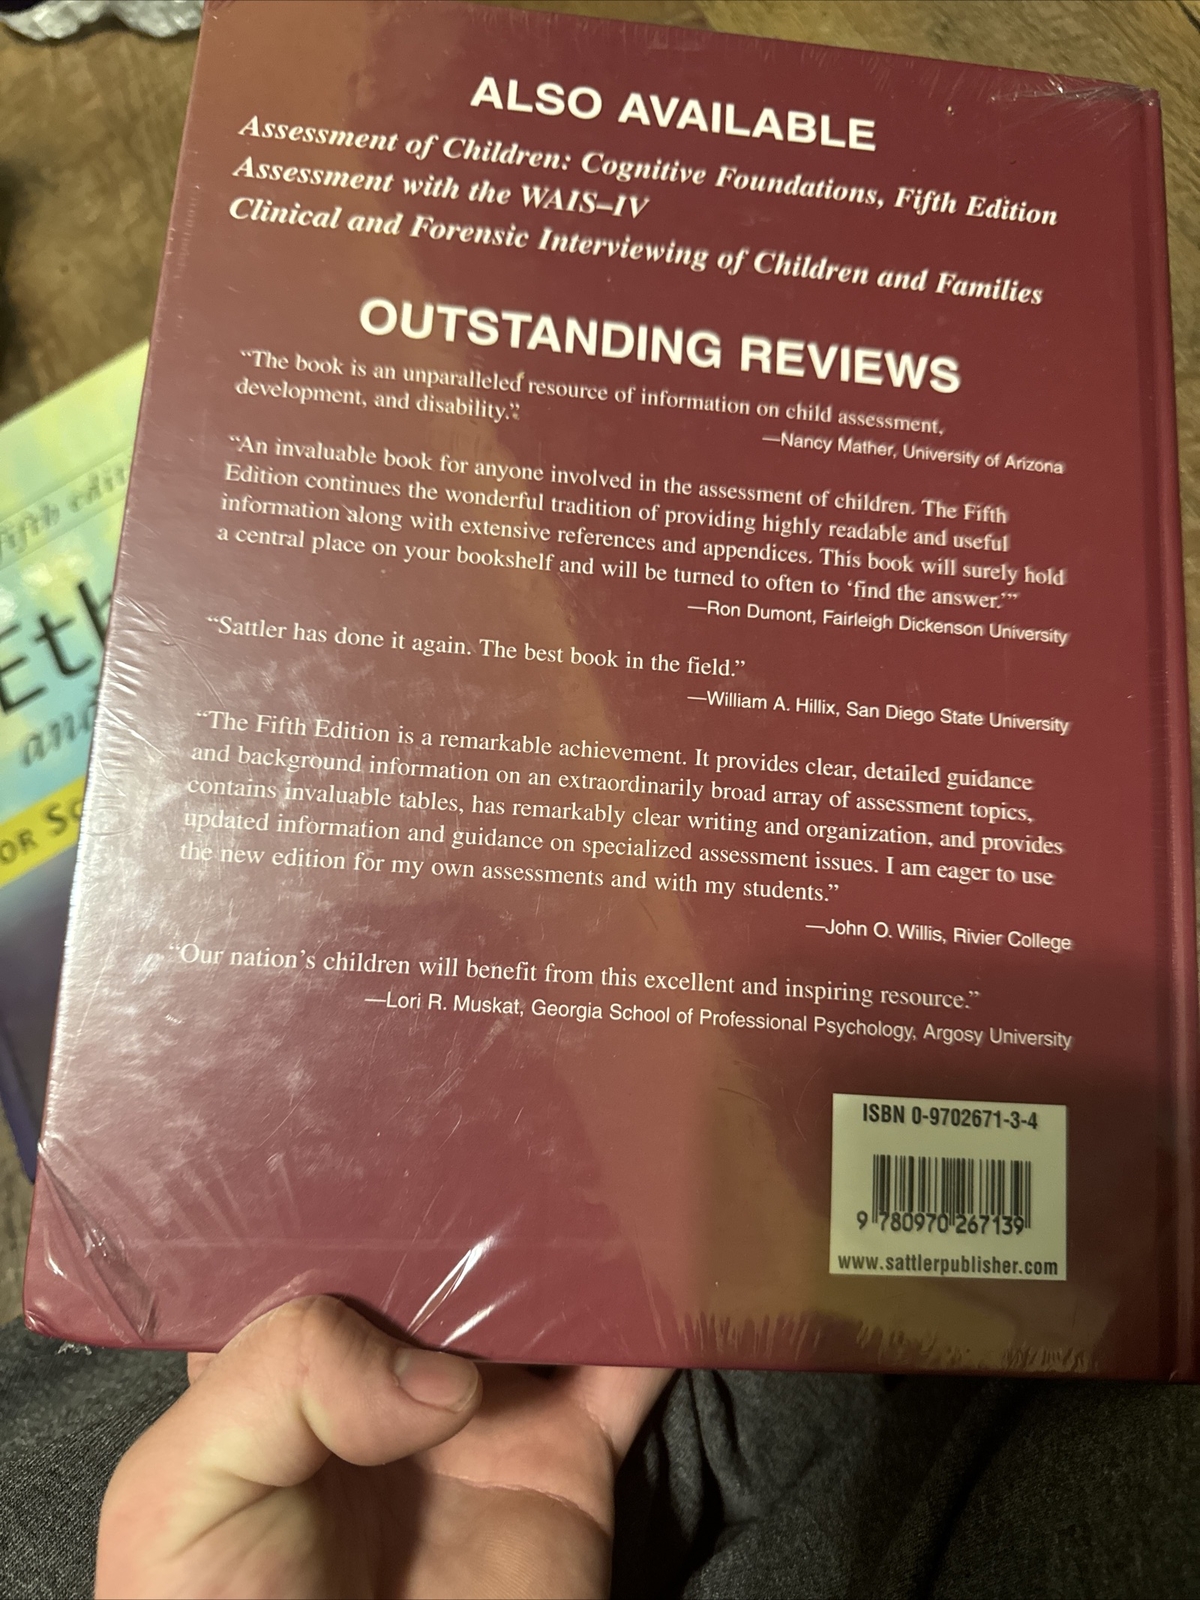 ALSO AVAILABLE
Assessment of Children: Cognitive Foundations, Fifth Edition
Assessment with the WAIS–IV
Clinical and Forensic Interviewing of Children and Families
OUTSTANDING REVIEWS
“The book is an unparalleled resource of information on child assessment,
development, and disability.”
—Nancy Mather, University of Arizona
“An invaluable book for anyone involved in the assessment of children. The Fifth
Edition continues the wonderful tradition of providing highly readable and useful
information along with extensive references and appendices. This book will surely hold
a central place on your bookshelf and will be turned to often to ‘find the answer.’”
—Ron Dumont, Fairleigh Dickenson University
“Sattler has done it again. The best book in the field.”
—William A. Hillix, San Diego State University
“The Fifth Edition is a remarkable achievement. It provides clear, detailed guidance
and background information on an extraordinarily broad array of assessment topics,
contains invaluable tables, has remarkably clear writing and organization, and provides
updated information and guidance on specialized assessment issues. I am eager to use
the new edition for my own assessments and with my students.”
—John O. Willis, Rivier College
“Our nation’s children will benefit from this excellent and inspiring resource.”
—Lori R. Muskat, Georgia School of Professional Psychology, Argosy University
ISBN 0-9702671-3-4
9 780970 267139
www.sattlerpublisher.com
fifth edit
Eth
and
OR Sc